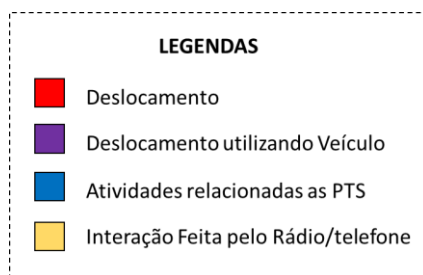 LEGENDAS
Deslocamento
Deslocamento utilizando Veículo
Atividades relacionadas as PTS
Interação Feita pelo Rádio/telefone